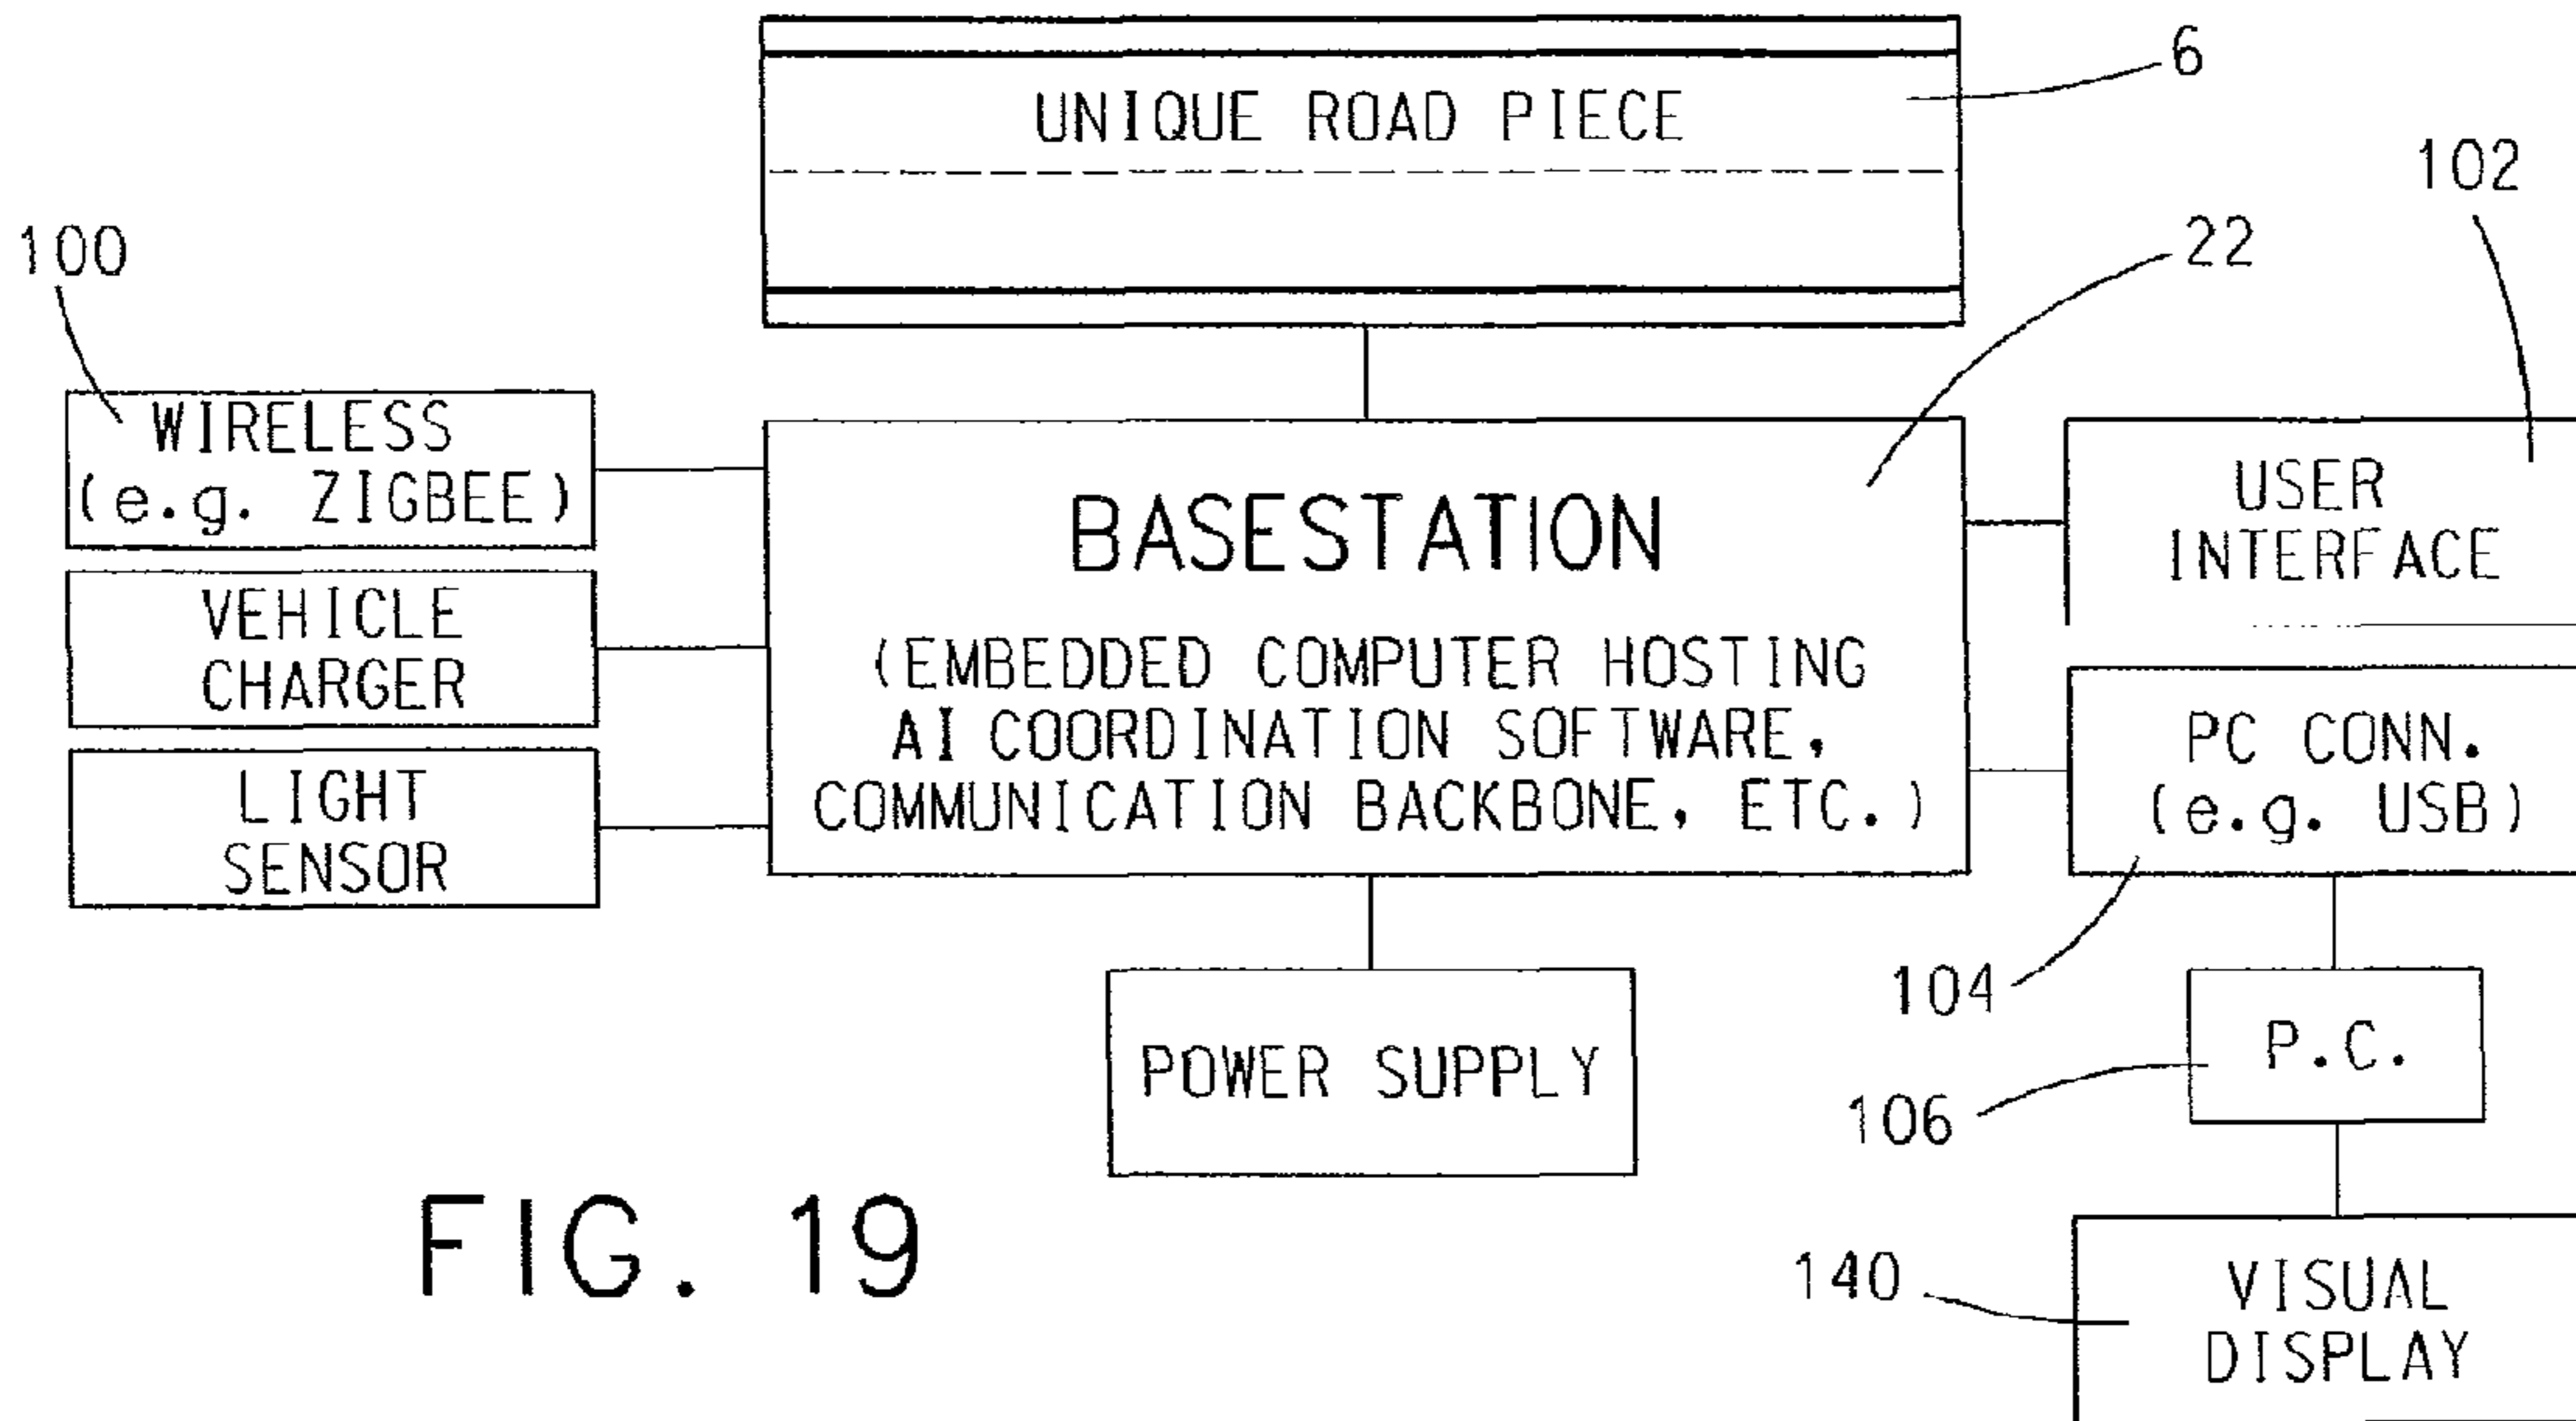 UNIQUE ROAD PIECE
6
102
22
100
WIRELESS
(e.g. ZIGBEE)
VEHICLE
CHARGER
LIGHT
SENSOR
BASESTATION
(EMBEDDED COMPUTER HOSTING
AI COORDINATION SOFTWARE,
COMMUNICATION BACKBONE, ETC.)
USER
INTERFACE
PC CONN.
(e.g. USB)
104
POWER SUPPLY
P.C.
106
140
VISUAL
DISPLAY
FIG. 19